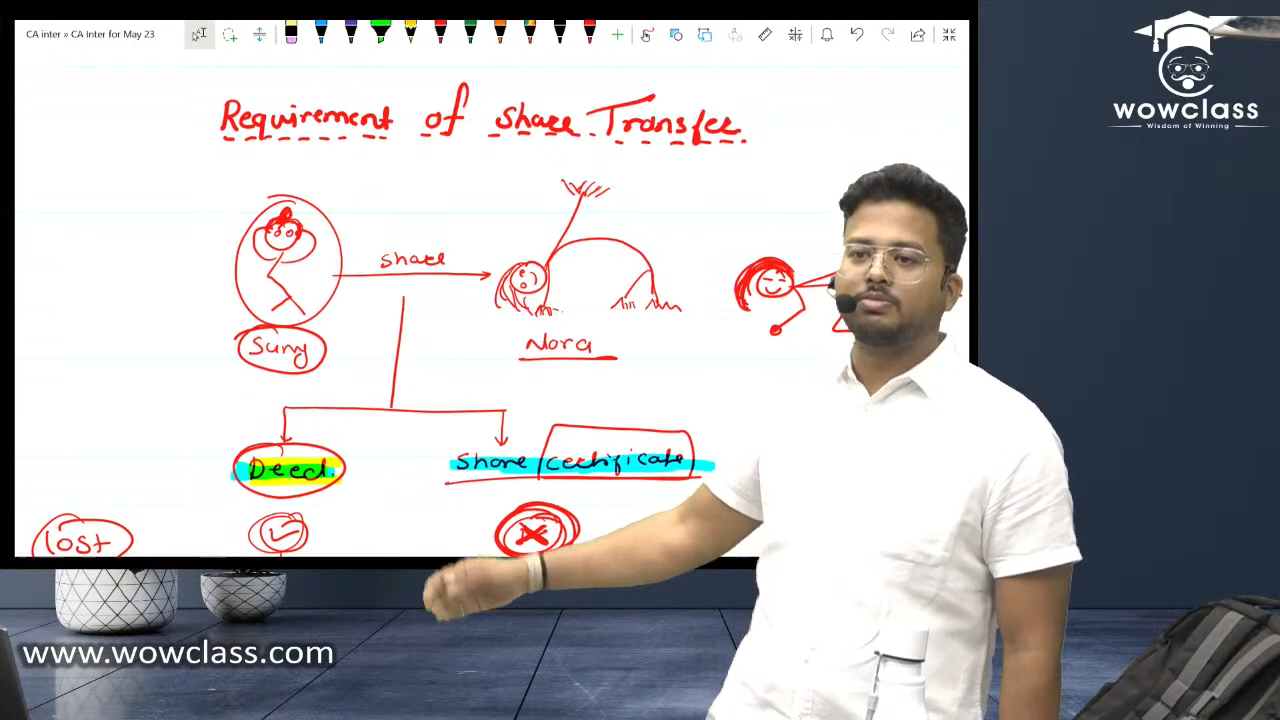 CA inter » CA Inter for May 23
wowclass
Wisdom of Winning
Requirement of Share Transfer
Share
Sunny
Nora
Deed.
Share certificate
lost
www.wowclass.com